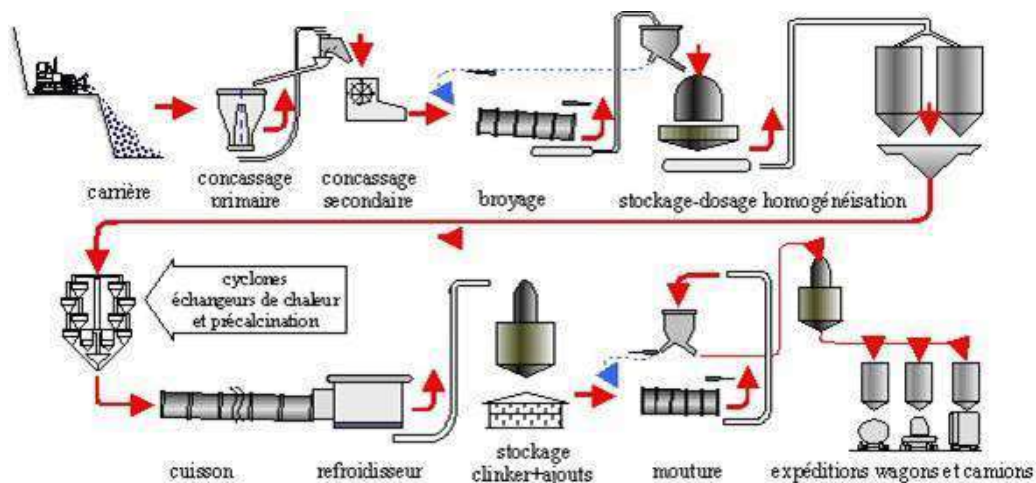 carrière
concassage
primaire
concassage
secondaire
broyage
stockage-dosage homogénéisation
cyclones
échangeurs de chaleur
et précalcination
cuisson
refroidisseur
stockage
clinker+ajouts
mouture
expéditions wagons et camions